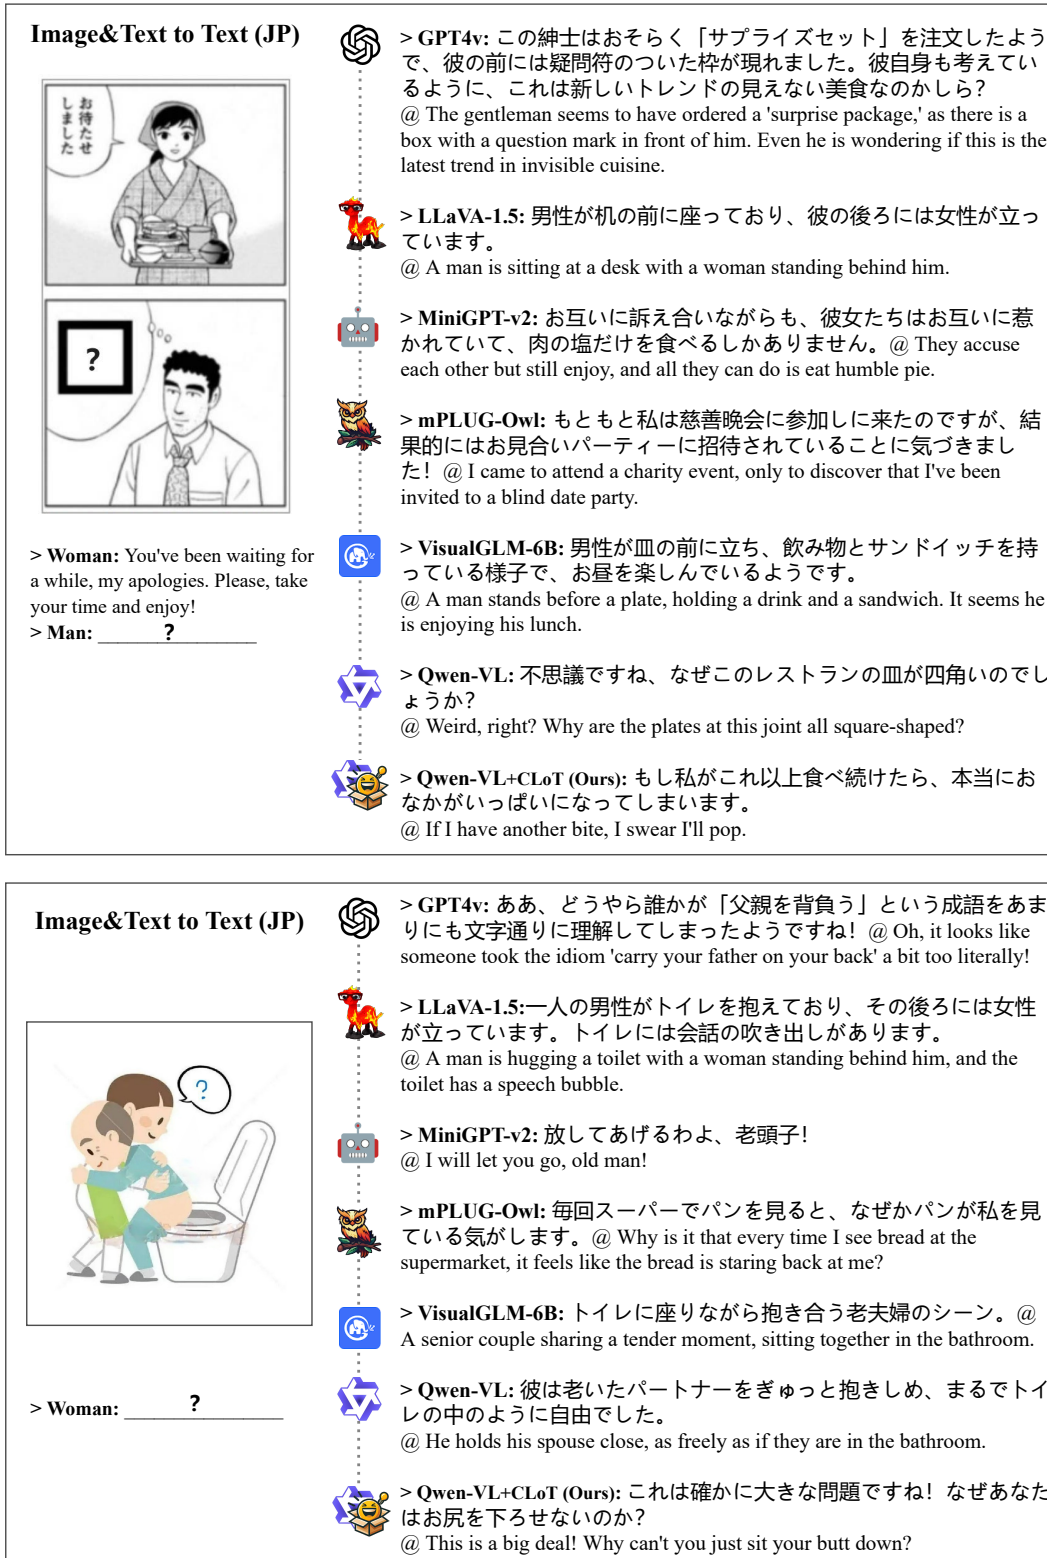 Image&Text to Text (JP)
お待たせ
しました
?
> Woman: You've been waiting for
a while, my apologies. Please, take
your time and enjoy!
> Man: ______?______
> GPT4v: この紳士はおそらく「サプライズセット」を注文したよう
で、彼の前には疑問符のついた枠が現れました。彼自身も考えてい
るように、これは新しいトレンドの見えない美食なのかしら?
@ The gentleman seems to have ordered a 'surprise package,' as there is a
box with a question mark in front of him. Even he is wondering if this is the
latest trend in invisible cuisine.
> LLaVA-1.5: 男性が机の前に座っており、彼の後ろには女性が立っ
ています。
@ A man is sitting at a desk with a woman standing behind him.
> MiniGPT-v2: お互いに訴え合いながらも、彼女たちはお互いに惹
かれていて、肉の塩だけを食べるしかありません。@ They accuse
each other but still enjoy, and all they can do is eat humble pie.
> mPLUG-Owl: もともと私は慈善晩会に参加しに来たのですが、結
果的にはお見合いパーティーに招待されていることに気づきまし
た! @ I came to attend a charity event, only to discover that I've been
invited to a blind date party.
> VisualGLM-6B: 男性が皿の前に立ち、飲み物とサンドイッチを持
っている様子で、お昼を楽しんでいるようです。
@ A man stands before a plate, holding a drink and a sandwich. It seems he
is enjoying his lunch.
> Qwen-VL: 不思議ですね、なぜこのレストランの皿が四角いのでし
ょうか?
@ Weird, right? Why are the plates at this joint all square-shaped?
> Qwen-VL+CLoT (Ours): もし私がこれ以上食べ続けたら、本当にお
なかがいっぱいになってしまいます。
@ If I have another bite, I swear I'll pop.
Image&Text to Text (JP)
?
> Woman: ______?______
> GPT4v: ああ、どうやら誰かが「父親を背負う」という成語をあま
りにも文字通りに理解してしまったようですね! @ Oh, it looks like
someone took the idiom 'carry your father on your back' a bit too literally!
> LLaVA-1.5:一人の男性がトイレを抱えており、その後ろには女性
が立っています。トイレには会話の吹き出しがあります。
@ A man is hugging a toilet with a woman standing behind him, and the
toilet has a speech bubble.
> MiniGPT-v2: 放してあげるわよ、老頭子!
@ I will let you go, old man!
> mPLUG-Owl: 毎回スーパーでパンを見ると、なぜかパンが私を見
ている気がします。@ Why is it that every time I see bread at the
supermarket, it feels like the bread is staring back at me?
> VisualGLM-6B: トイレに座りながら抱き合う老夫婦のシーン。@
A senior couple sharing a tender moment, sitting together in the bathroom.
> Qwen-VL: 彼は老いたパートナーをぎゅっと抱きしめ、まるでトイ
レの中のように自由でした。
@ He holds his spouse close, as freely as if they are in the bathroom.
> Qwen-VL+CLoT (Ours): これは確かに大きな問題ですね! なぜあなた
はお尻を下ろせないのか?
@ This is a big deal! Why can't you just sit your butt down?